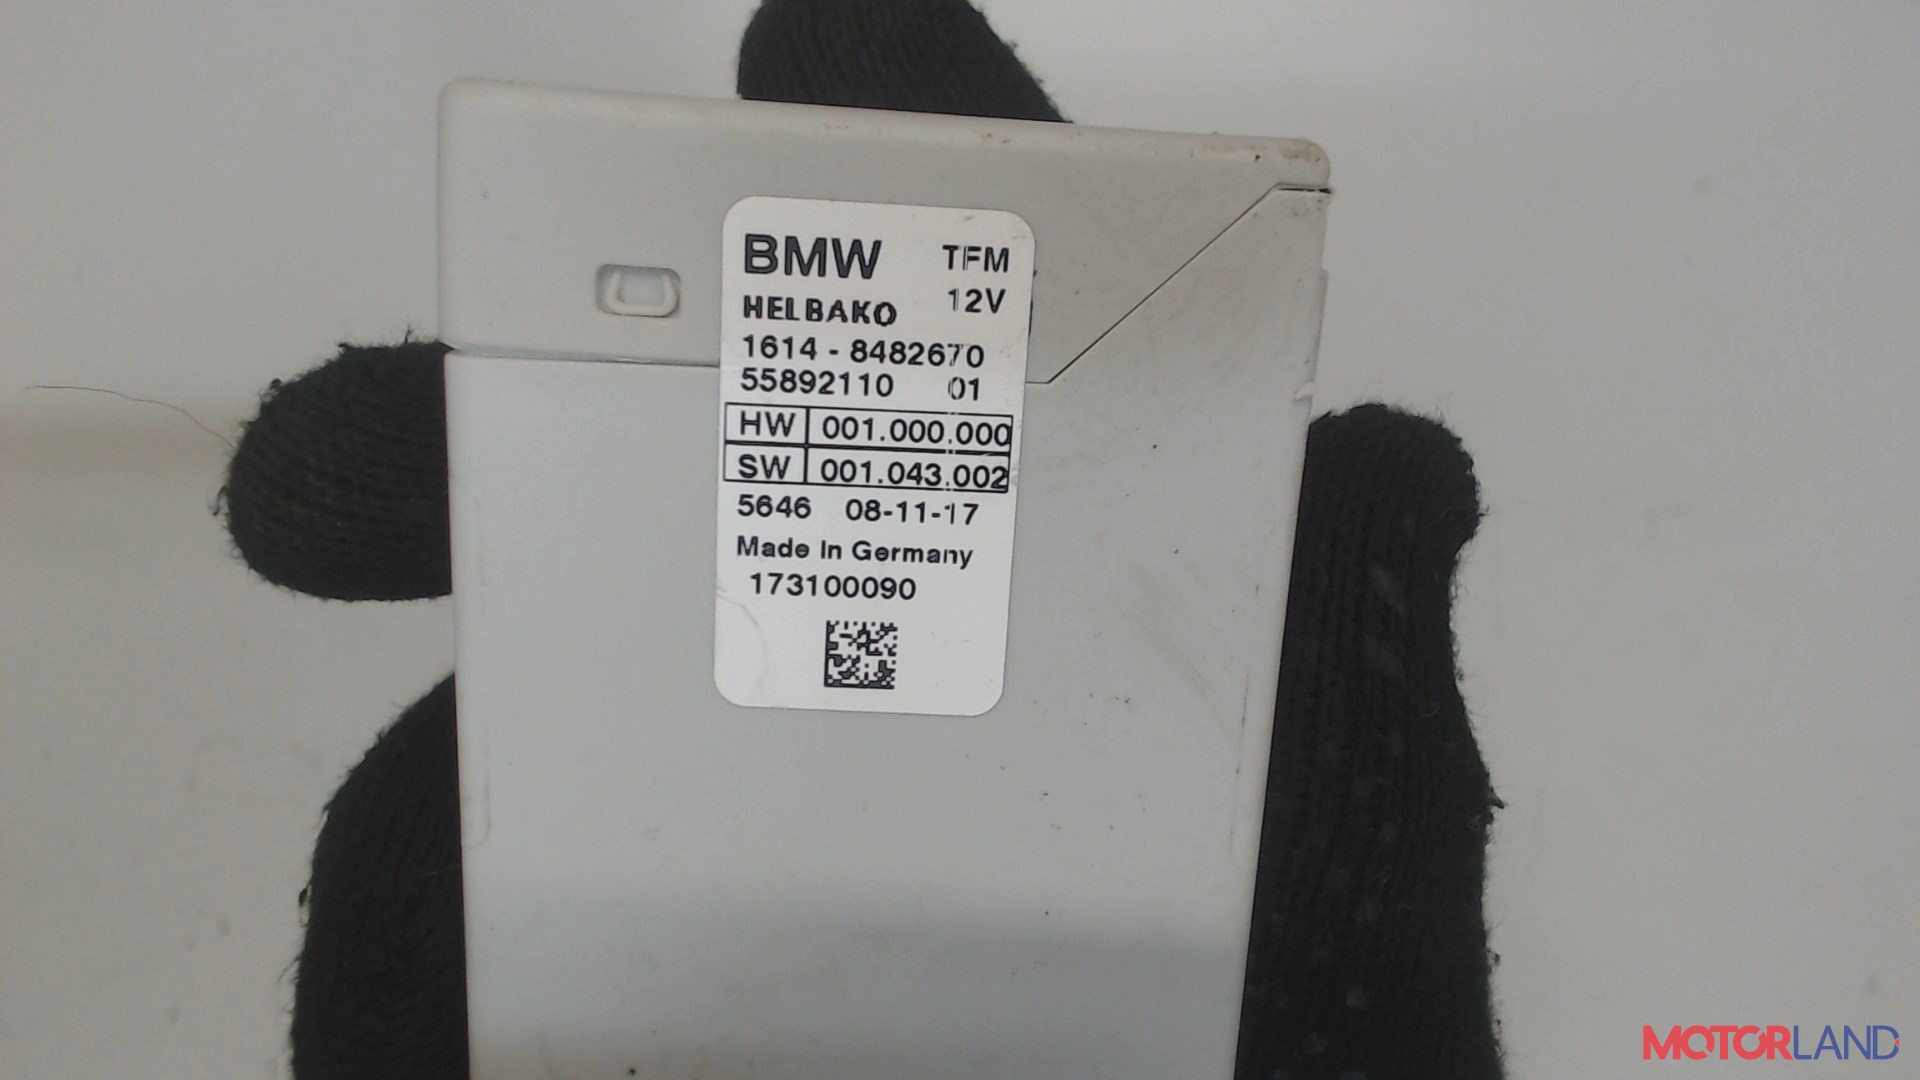 BMW TFM
HELBAKO 12V
1614 - 8482670
55892110 01
HW 001.000.000
SW 001.043.002
5646 08-11-17
Made In Germany
173100090
MOTORLAND